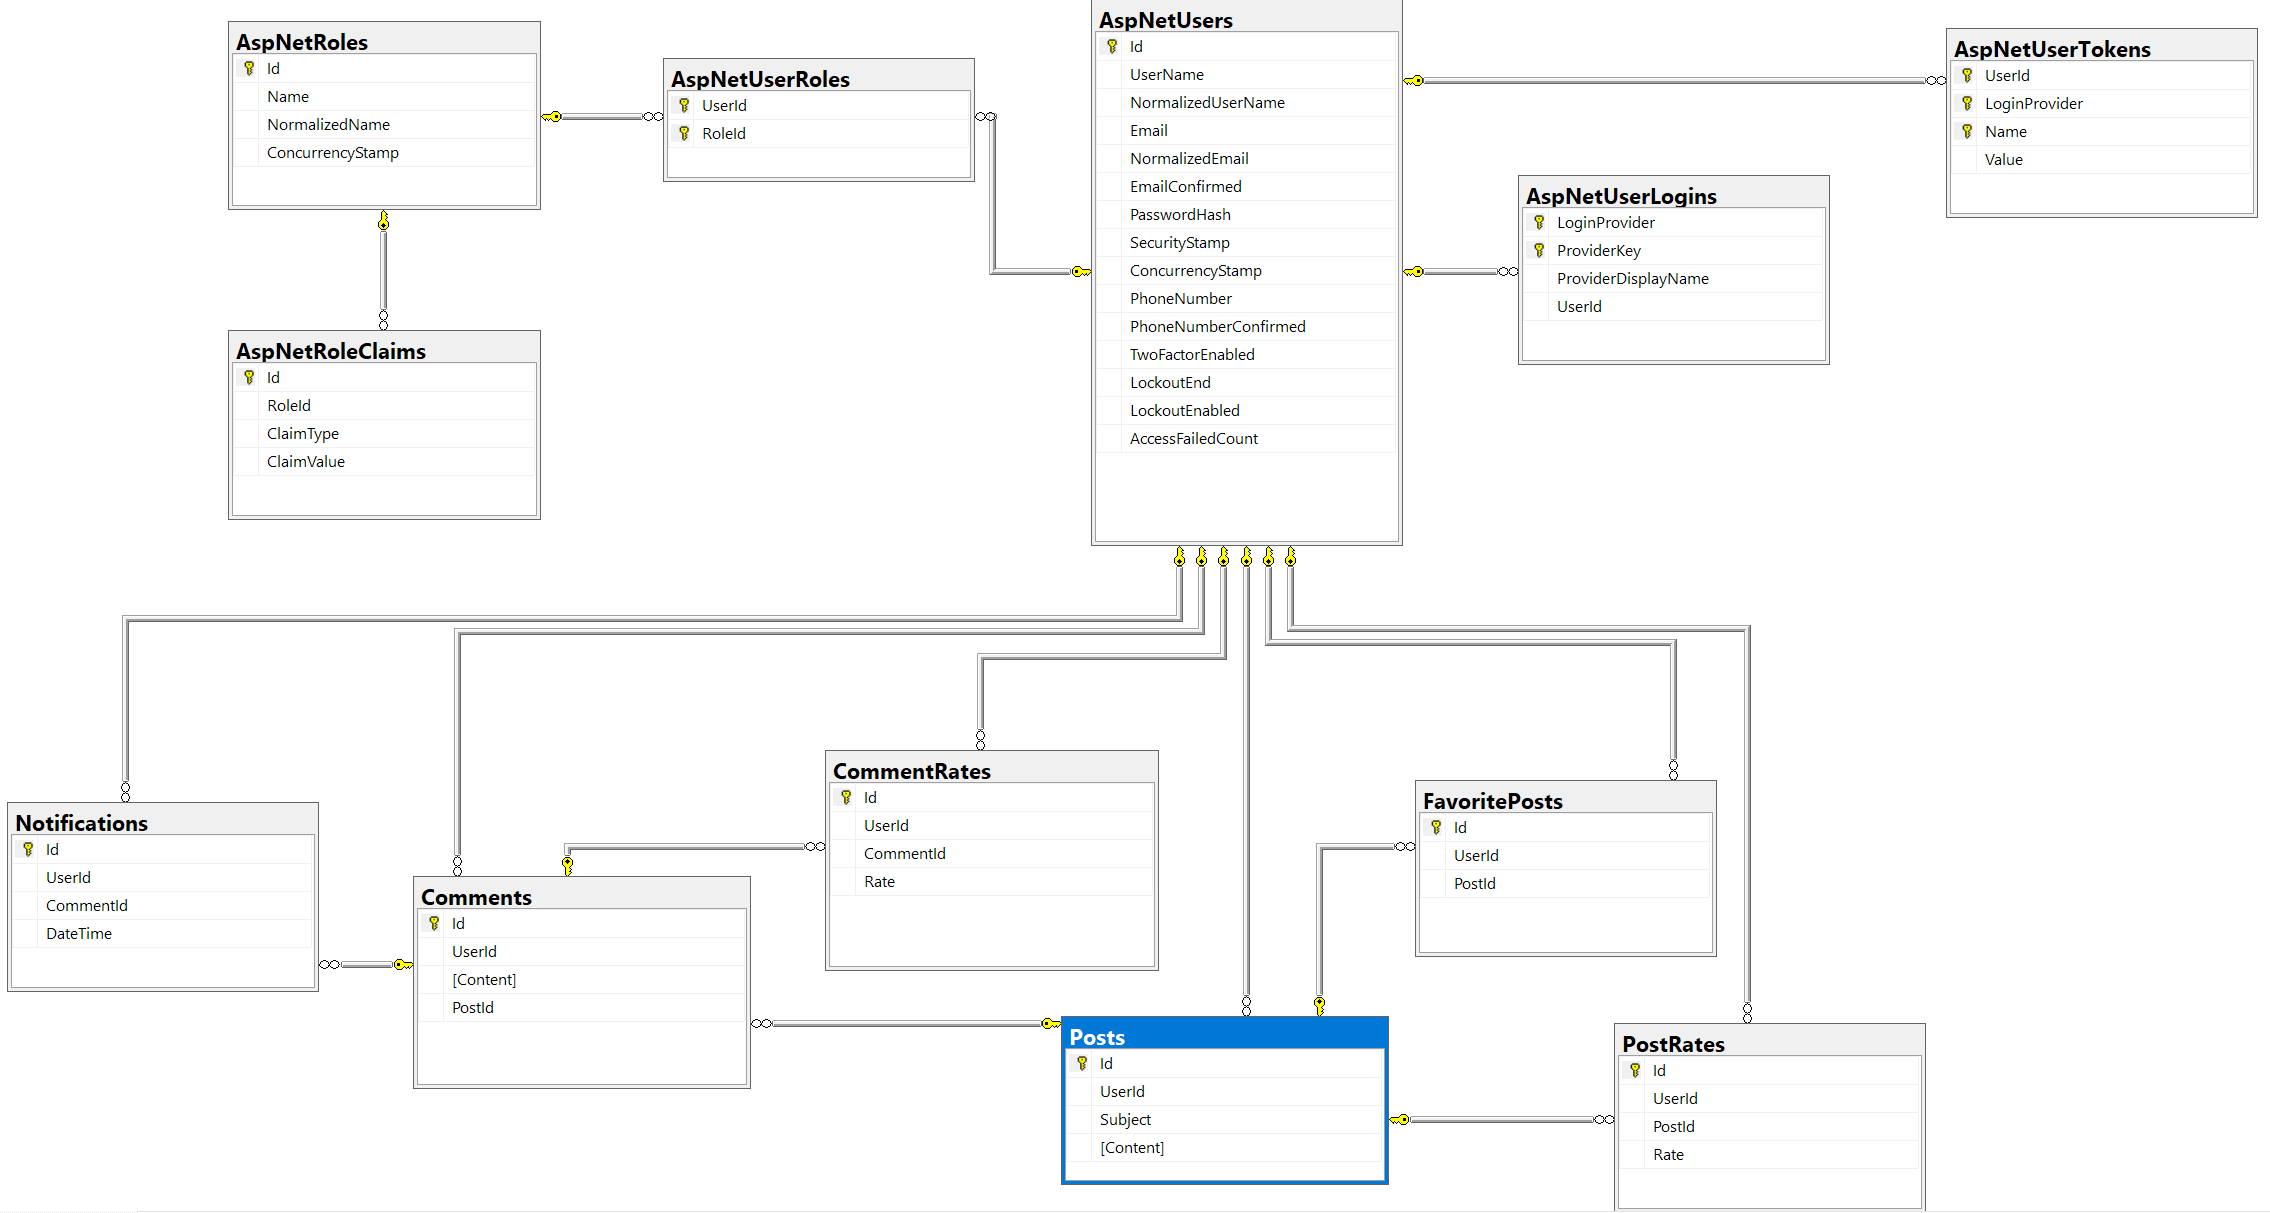 AspNetRoles
Id
Name
NormalizedName
ConcurrencyStamp
AspNetUserRoles
UserId
RoleId
AspNetUsers
Id
UserName
NormalizedUserName
Email
NormalizedEmail
EmailConfirmed
PasswordHash
SecurityStamp
ConcurrencyStamp
PhoneNumber
PhoneNumberConfirmed
TwoFactorEnabled
LockoutEnd
LockoutEnabled
AccessFailedCount
AspNetUserTokens
UserId
LoginProvider
Name
Value
AspNetUserLogins
LoginProvider
ProviderKey
ProviderDisplayName
UserId
AspNetRoleClaims
Id
RoleId
ClaimType
ClaimValue
Notifications
Id
UserId
CommentId
DateTime
Comments
Id
UserId
[Content]
PostId
CommentRates
Id
UserId
CommentId
Rate
FavoritePosts
Id
UserId
PostId
Posts
Id
UserId
Subject
[Content]
PostRates
Id
UserId
PostId
Rate